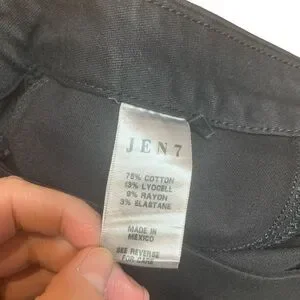 JEN7
75% COTTON
13% LYOCELL
9% RAYON
3% ELASTANE
MADE IN
MEXICO
SEE REVERSE
FOR CARE